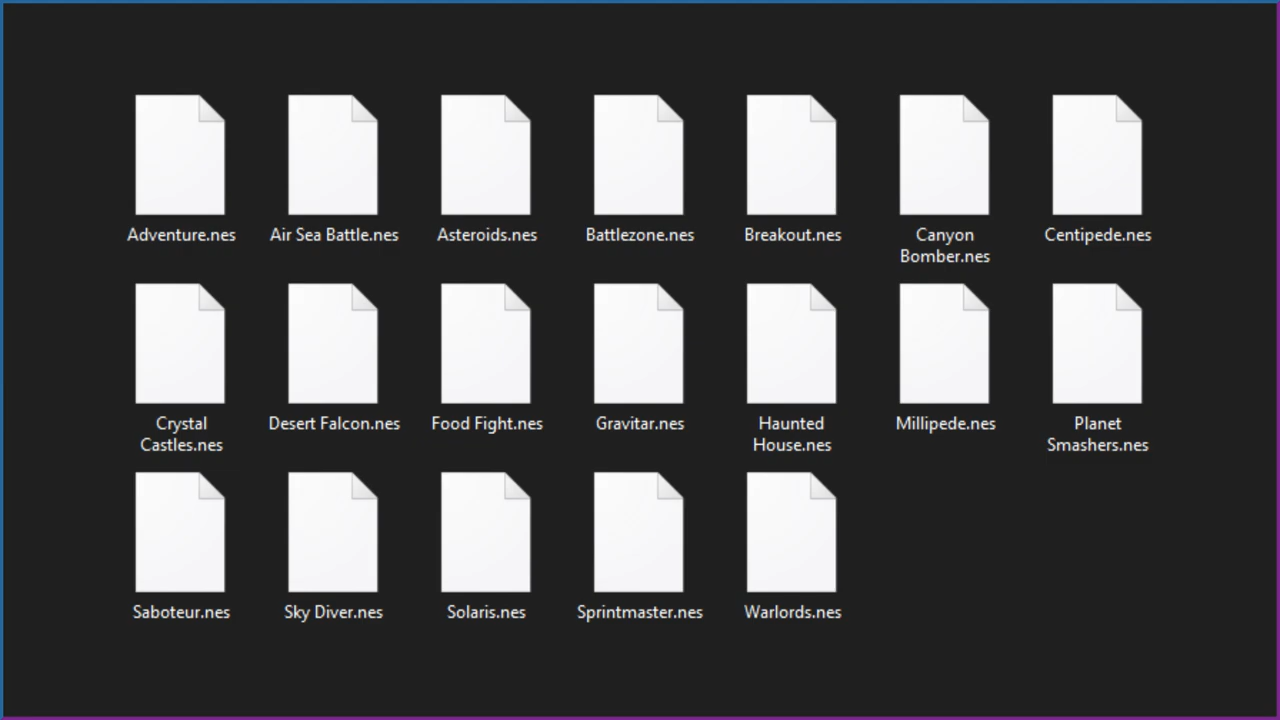 Adventure.nes
Air Sea Battle.nes
Asteroids.nes
Battlezone.nes
Breakout.nes
Canyon
Bomber.nes
Centipede.nes
Crystal
Castles.nes
Desert Falcon.nes
Food Fight.nes
Gravitar.nes
Haunted
House.nes
Millipede.nes
Planet
Smashers.nes
Saboteur.nes
Sky Diver.nes
Solaris.nes
Sprintmaster.nes
Warlords.nes